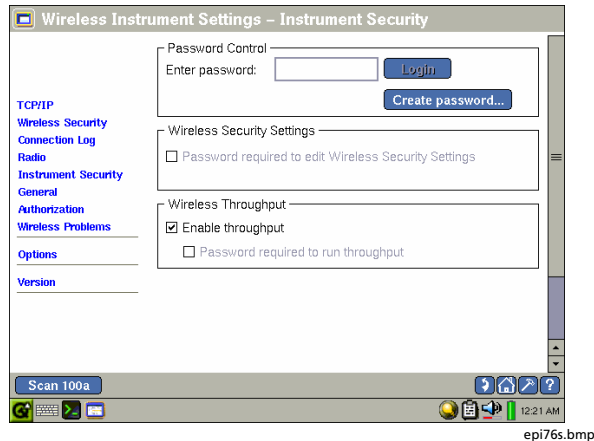 Wireless Instrument Settings – Instrument Security
Password Control
Enter password:
Login
Create password...
TCP/IP
Wireless Security
Connection Log
Radio
Instrument Security
General
Authorization
Wireless Problems
Options
Version
Wireless Security Settings
Password required to edit Wireless Security Settings
Wireless Throughput
Enable throughput
Password required to run throughput
Scan 100a
?
12:21 AM
epi76s.bmp